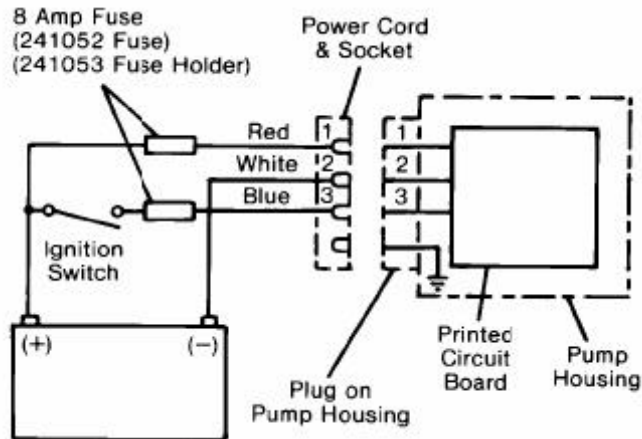 8 Amp Fuse
(241052 Fuse)
(241053 Fuse Holder)
Power Cord
& Socket
Red
1
1
White
2
2
Blue
3
3
Ignition
Switch
(+)
(-)
Printed
Circuit
Board
Pump
Housing
Plug on
Pump Housing